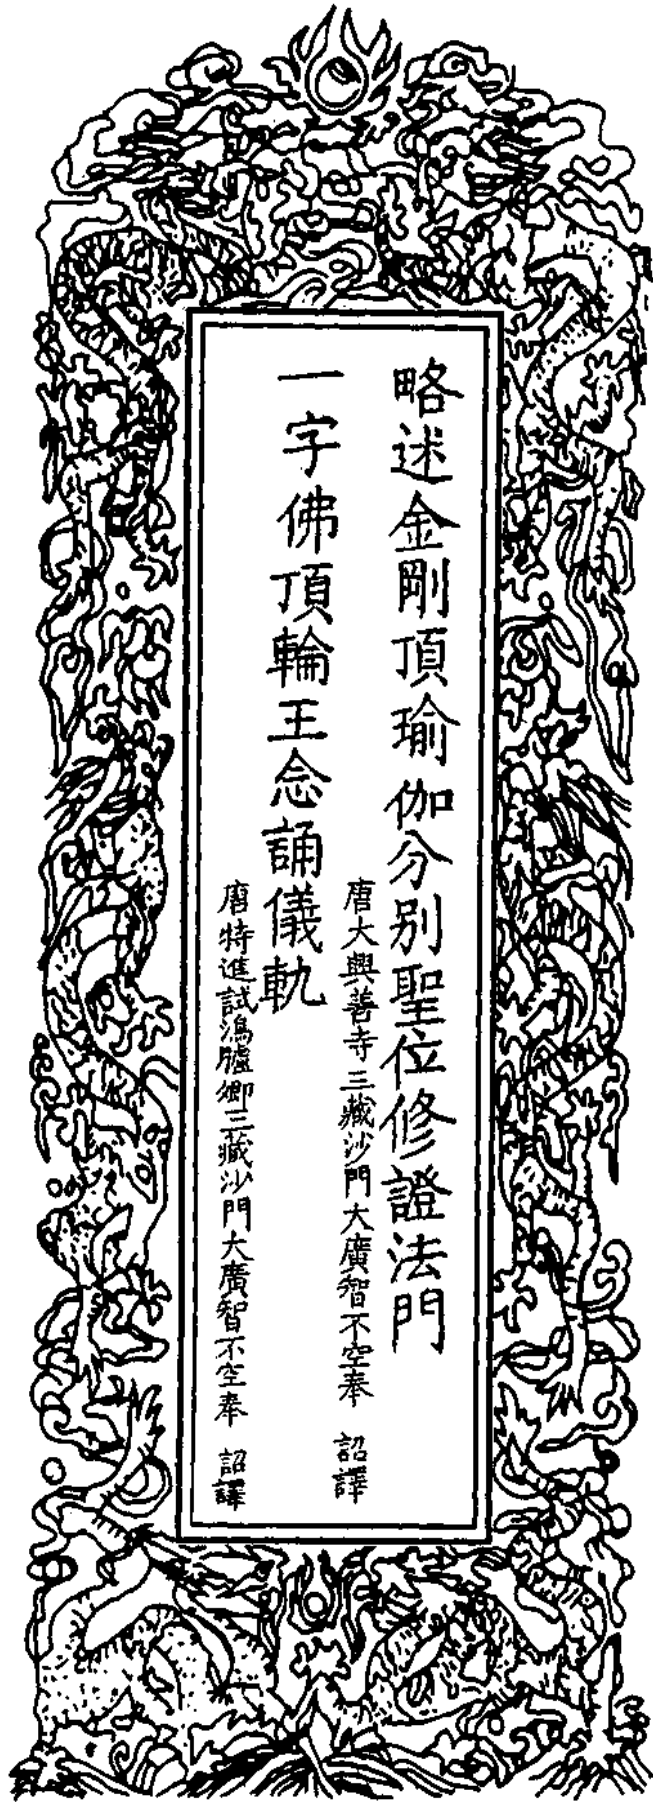 略述金剛頂瑜伽分别聖位修證法門
唐大興善寺三藏沙門大廣智不空奉 詔譯
一字佛頂輪王念誦儀軌
唐特進試鴻臚卿三藏沙門大廣智不空奉 詔譯